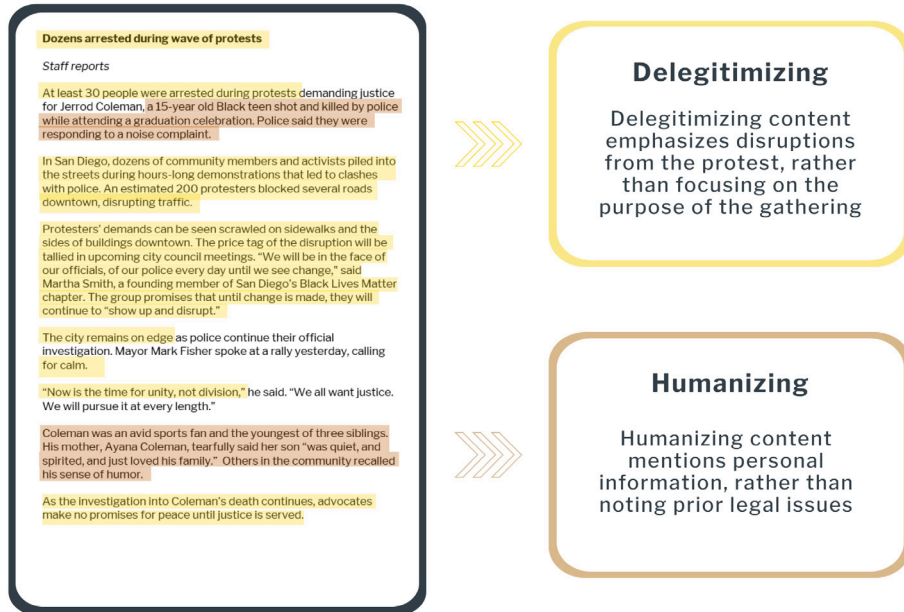 Dozens arrested during wave of protests
Staff reports
At least 30 people were arrested during protests demanding justice
for Jerrod Coleman, a 15-year old Black teen shot and killed by police
while attending a graduation celebration. Police said they were
responding to a noise complaint.
In San Diego, dozens of community members and activists piled into
the streets during hours-long demonstrations that led to clashes
with police. An estimated 200 protesters blocked several roads
downtown, disrupting traffic.
Protesters’ demands can be seen scrawled on sidewalks and the
sides of buildings downtown. The price tag of the disruption will be
tallied in upcoming city council meetings. “We will be in the face of
our officials, of our police every day until we see change,” said
Martha Smith, a founding member of San Diego’s Black Lives Matter
chapter. The group promises that until change is made, they will
continue to “show up and disrupt.”
The city remains on edge as police continue their official
investigation. Mayor Mark Fisher spoke at a rally yesterday, calling
for calm.
“Now is the time for unity, not division,” he said. “We all want justice.
We will pursue it at every length.”
Coleman was an avid sports fan and the youngest of three siblings.
His mother, Ayana Coleman, tearfully said her son “was quiet, and
spirited, and just loved his family.” Others in the community recalled
his sense of humor.
As the investigation into Coleman’s death continues, advocates
make no promises for peace until justice is served.
Delegitimizing
Delegitimizing content
emphasizes disruptions
from the protest, rather
than focusing on the
purpose of the gathering
Humanizing
Humanizing content
mentions personal
information, rather than
noting prior legal issues